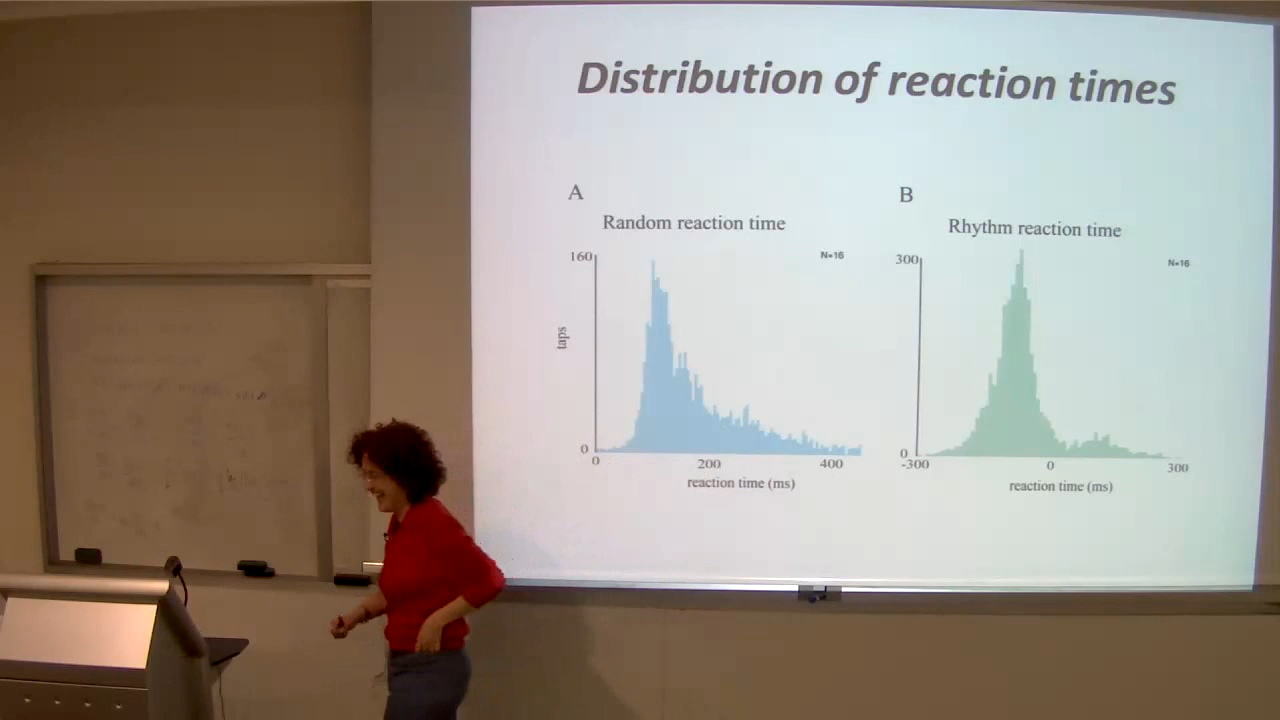 Distribution of reaction times
A
Random reaction time
N=16
160
taps
0
0
200
400
reaction time (ms)
B
Rhythm reaction time
N=16
300
0
-300
0
300
reaction time (ms)